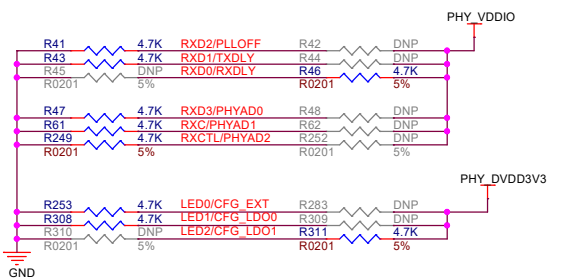 PHY_VDDIO
R41 4.7K RXD2/PLLOFF R42 DNP
R43 4.7K RXD1/TXDLY R44 DNP
R45 DNP RXD0/RXDLY R46 4.7K
R0201 5% R0201 5%
R47 4.7K RXD3/PHYAD0 R48 DNP
R61 4.7K RXC/PHYAD1 R62 DNP
R249 4.7K RXCTL/PHYAD2 R252 DNP
R0201 5% R0201 5%
PHY_DVDD3V3
R253 4.7K LED0/CFG_EXT R283 DNP
R308 4.7K LED1/CFG_LDO0 R309 DNP
R310 DNP LED2/CFG_LDO1 R311 4.7K
R0201 5% R0201 5%
GND